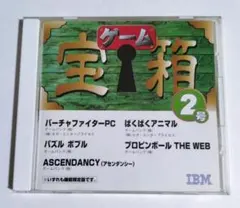 ゲーム
宝箱
2号
バーチャファイターPC
ぱくぱくアニマル
パズル ボブル
プロピンボール THE WEB
ASCENDANCY (アセンデンシー)
IBM